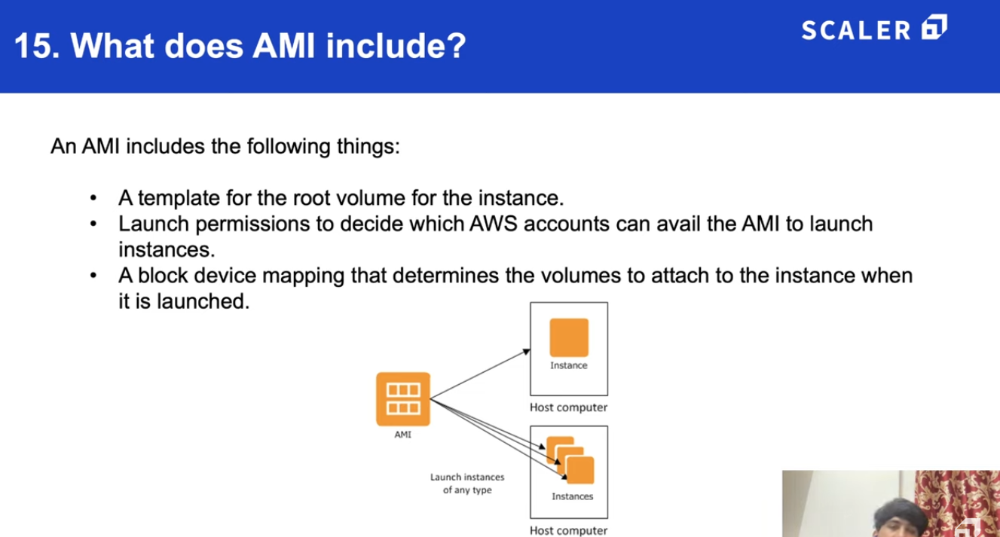 15. What does AMI include?
SCALER
An AMI includes the following things:
• A template for the root volume for the instance.
• Launch permissions to decide which AWS accounts can avail the AMI to launch
instances.
• A block device mapping that determines the volumes to attach to the instance when
it is launched.
Instance
Host computer
AMI
Launch instances
of any type
Instances
Host computer